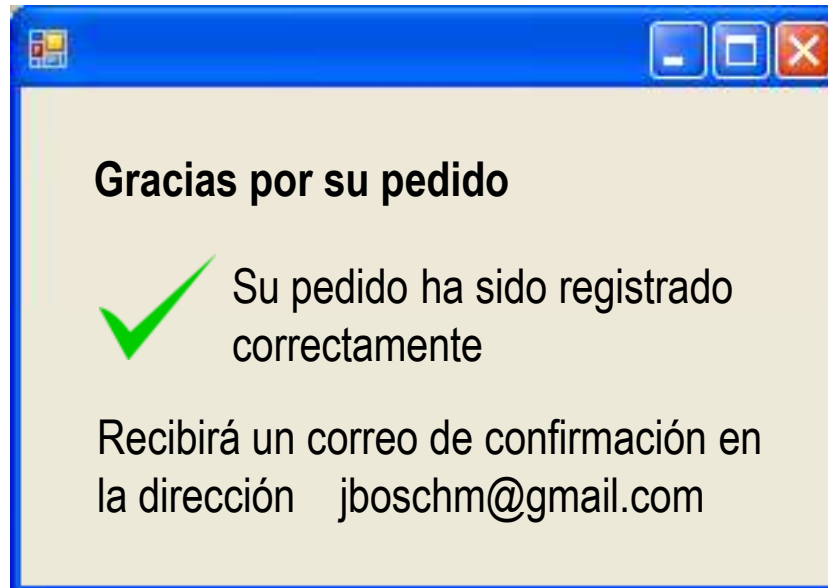 Gracias por su pedido
Su pedido ha sido registrado
correctamente
Recibirá un correo de confirmación en
la dirección jboschm@gmail.com